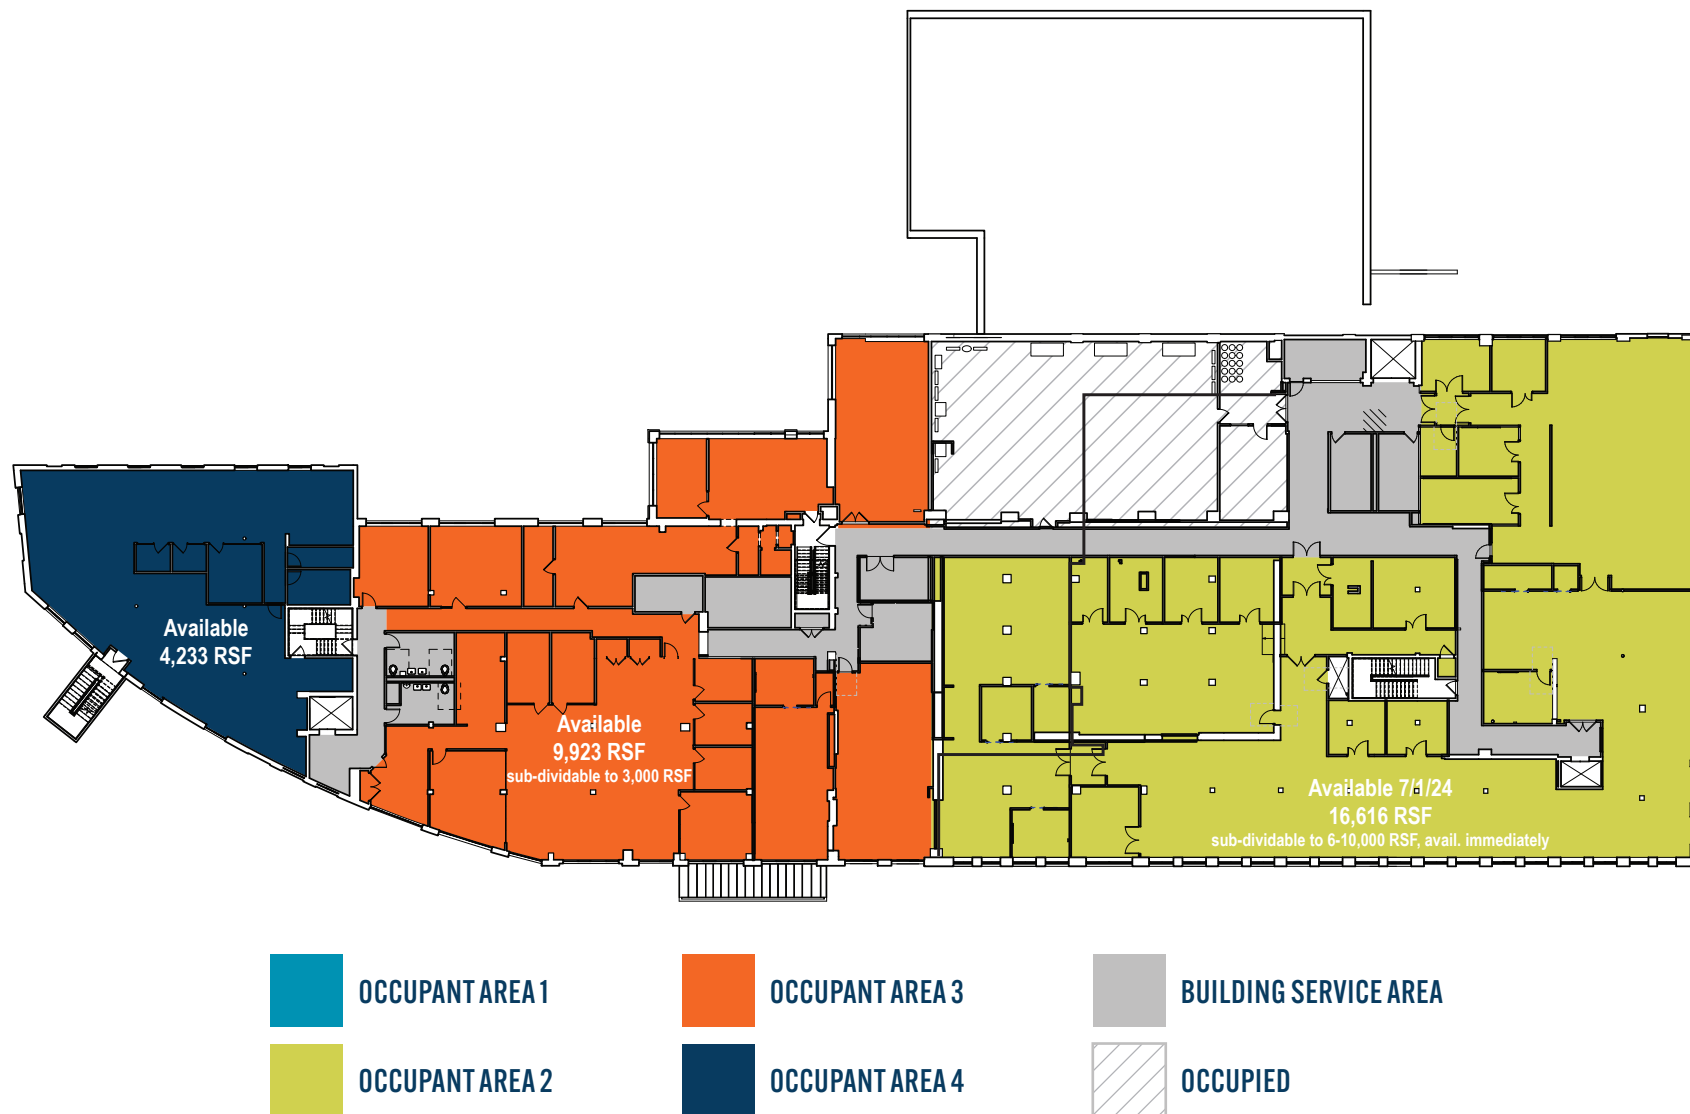 Available
4,233 RSF
Available
9,923 RSF
sub-dividable to 3,000 RSF
Available 7/1/24
16,616 RSF
sub-dividable to 6-10,000 RSF, avail. immediately
OCCUPANT AREA 1
OCCUPANT AREA 3
BUILDING SERVICE AREA
OCCUPANT AREA 2
OCCUPANT AREA 4
OCCUPIED